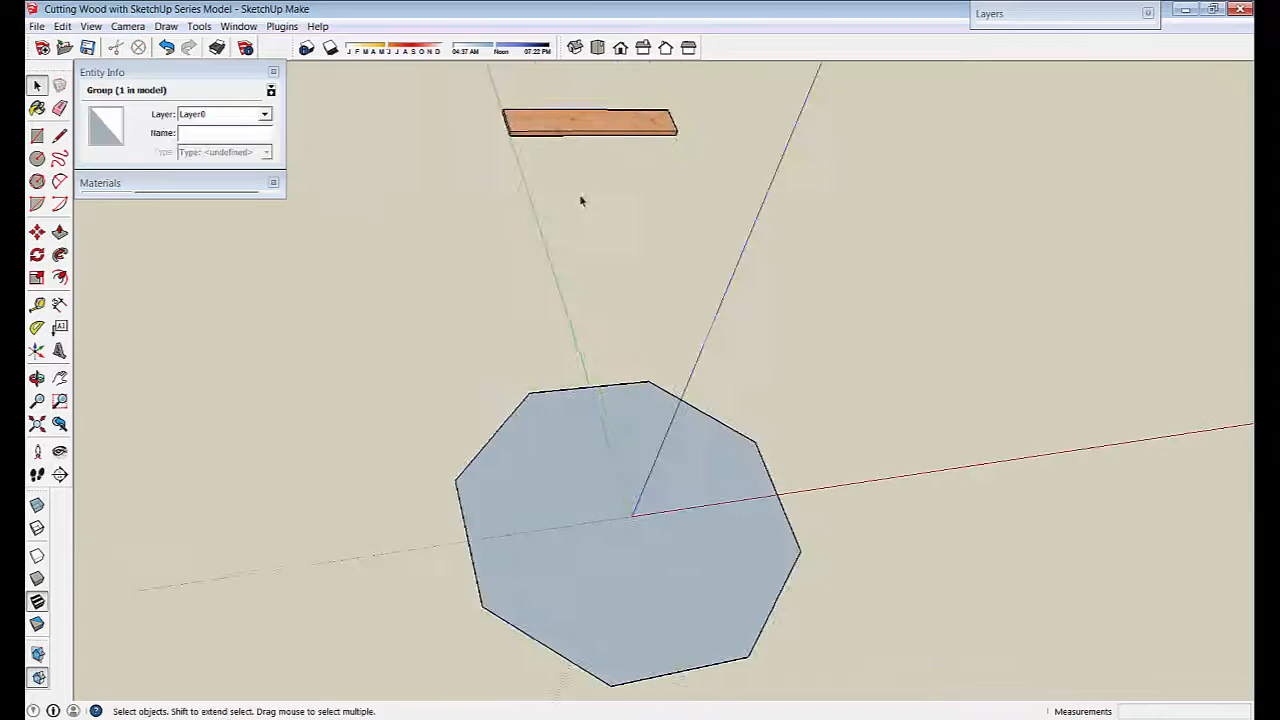 Cutting Wood with SketchUp Series Model - SketchUp Make
Layers
File Edit View Draw Camera Tools Window Plugins Help
J F M A M J J A S O N D
04:37 AM Noon 07:22 PM
Entity Info
Group (1 in model)
Layer: Layer0
Name:
Type: Type: <undefined>
Materials
Select objects. Shift to extend select. Drag mouse to select multiple.
Measurements